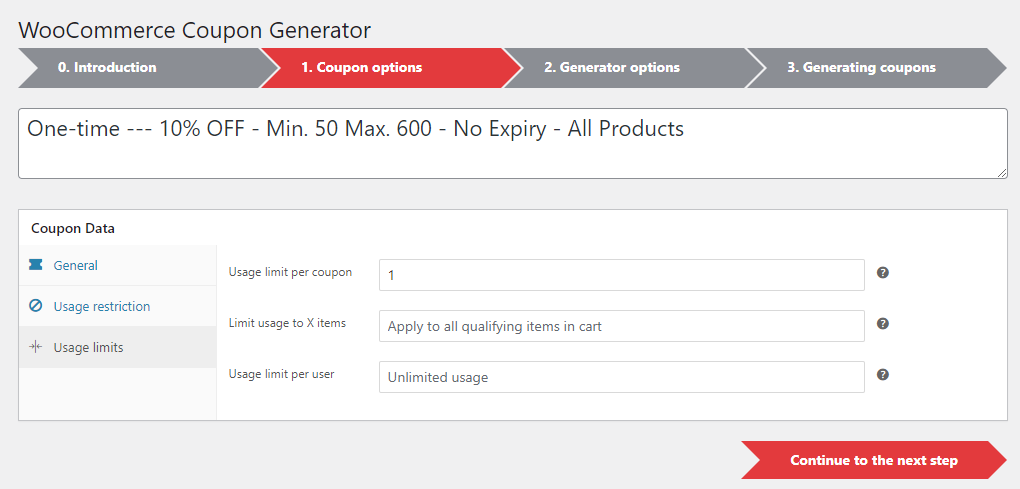 WooCommerce Coupon Generator
0. Introduction
1. Coupon options
2. Generator options
3. Generating coupons
One-time --- 10% OFF - Min. 50 Max. 600 - No Expiry - All Products
Coupon Data
General
Usage restriction
Usage limits
Usage limit per coupon
1
Limit usage to X items
Apply to all qualifying items in cart
Usage limit per user
Unlimited usage
Continue to the next step